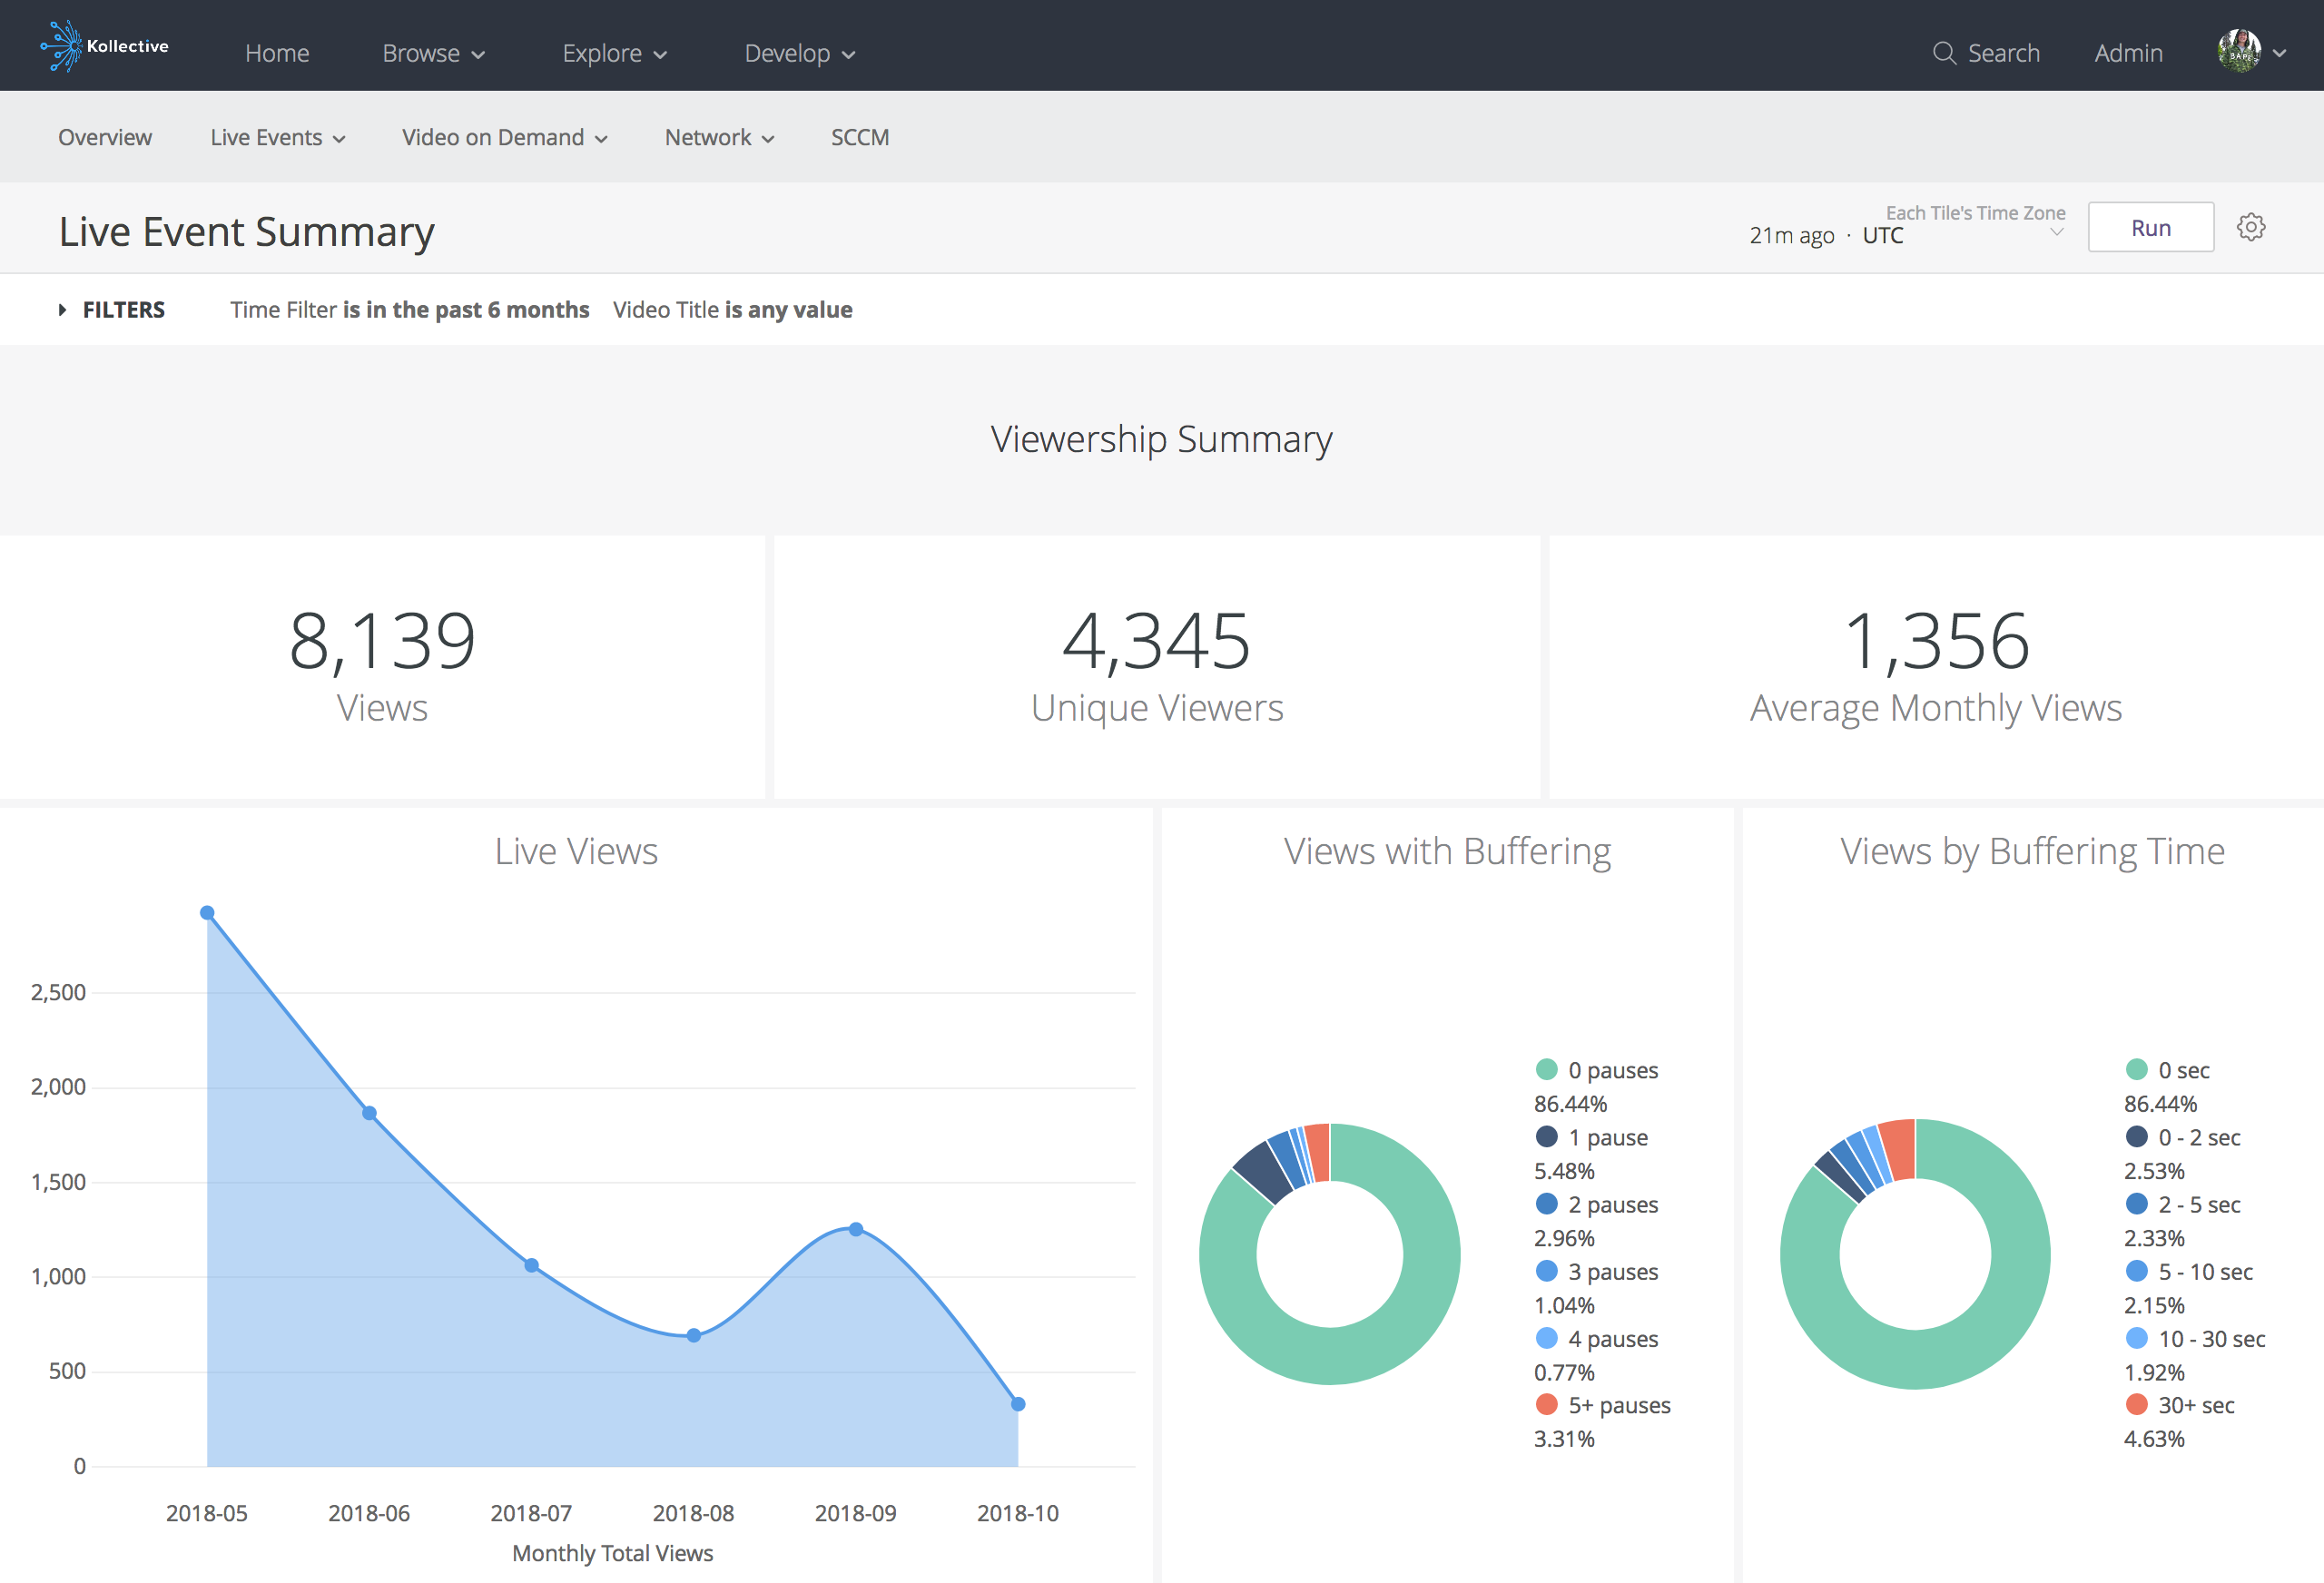 Kollective
Home Browse Explore Develop Search Admin
Overview Live Events Video on Demand Network SCCM
Live Event Summary
Each Tile's Time Zone
21m ago · UTC
Run
FILTERS Time Filter is in the past 6 months Video Title is any value
Viewership Summary
8,139
Views
4,345
Unique Viewers
1,356
Average Monthly Views
Live Views
2,500
2,000
1,500
1,000
500
0
2018-05 2018-06 2018-07 2018-08 2018-09 2018-10
Monthly Total Views
Views with Buffering
0 pauses
86.44%
1 pause
5.48%
2 pauses
2.96%
3 pauses
1.04%
4 pauses
0.77%
5+ pauses
3.31%
Views by Buffering Time
0 sec
86.44%
0 - 2 sec
2.53%
2 - 5 sec
2.33%
5 - 10 sec
2.15%
10 - 30 sec
1.92%
30+ sec
4.63%